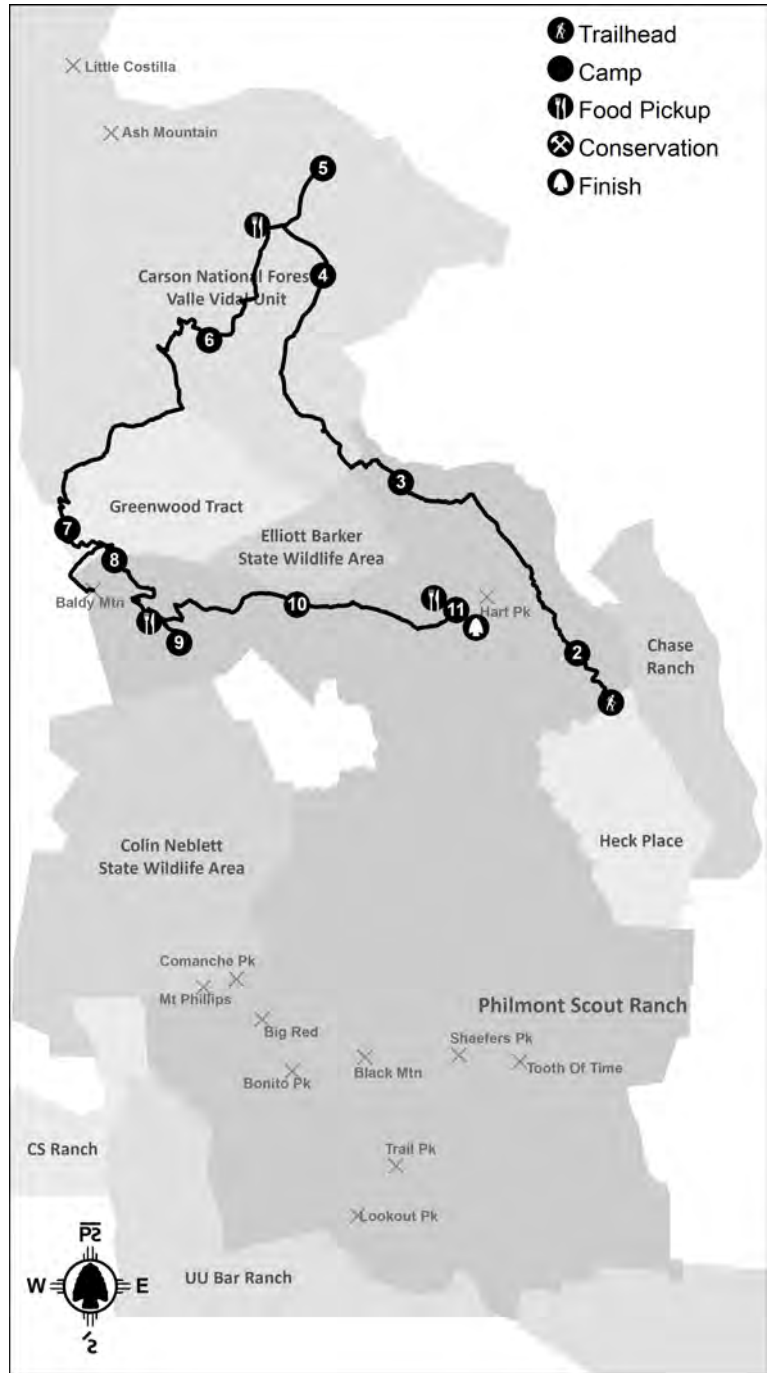 Trailhead
Camp
Food Pickup
Conservation
Finish
Little Costilla
Ash Mountain
5
4
Carson National Fores
Valle Vidal Unit
6
3
Greenwood Tract
7
Elliott Barker
State Wildlife Area
8
Baldy Mtn
10
11
Hart Pk
9
2
Chase
Ranch
Heck Place
Colin Neblett
State Wildlife Area
Comanche Pk
Mt Phillips
Philmont Scout Ranch
Big Red
Shaefers Pk
Bonito Pk
Black Mtn
Tooth Of Time
CS Ranch
Trail Pk
Lookout Pk
W
E
UU Bar Ranch